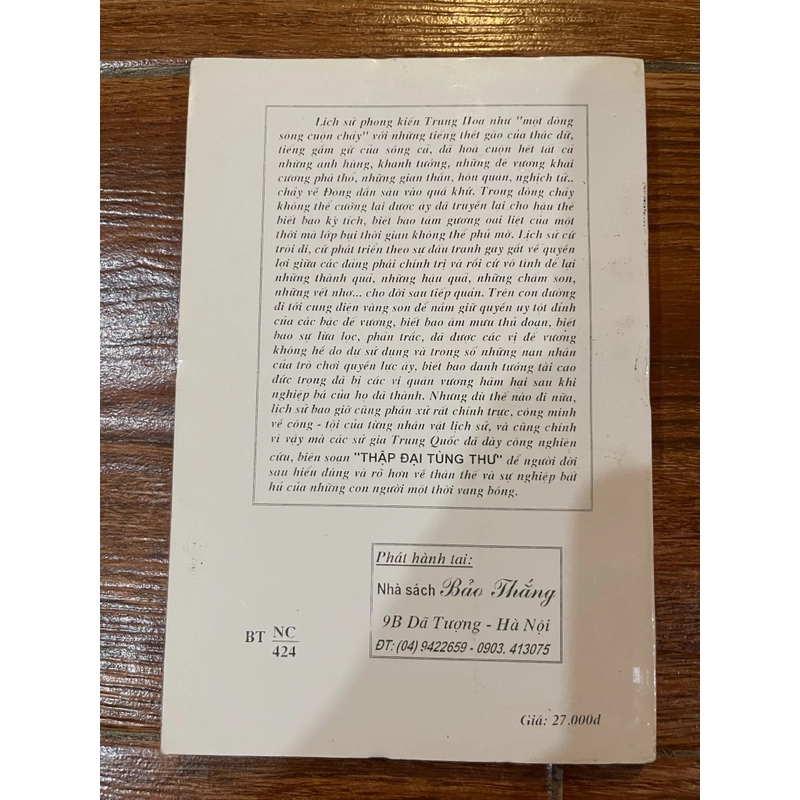 Lịch sử phong kiến Trung Hoa như "một dòng
sông cuộn chảy" với những tiếng thét gào của thác dữ,
tiếng gầm gừ của sóng cả, đã hoà cuộn hết tất cả
những anh hùng, khanh tướng, những đế vương khai
cương phá thổ, những gian thần, hôn quân, nghịch tử..
chảy về Đông dấn sâu vào quá khứ. Trong dòng chảy
không thể cưỡng lại được ấy đã truyền lại cho hậu thế
biết bao kỳ tích, biết bao tấm gương oai liệt của một
thời mà lớp bụi thời gian không thể phủ mờ. Lịch sử cứ
trôi đi, cứ phát triển theo sự đấu tranh gay gắt về quyền
lợi giữa các đảng phái chính trị và rồi cứ vô tình để lại
những thành quả, những hậu quả, những chấm son,
những vết nhơ... cho đời sau tiếp quản. Trên con đường
đi tới cung điện vàng son để nắm giữ quyền uy tột đỉnh
của các bậc đế vương, biết bao âm mưu thủ đoạn, biết
bao sự lừa lọc, phản trắc, đã được các vị đế vương
không hề do dự sử dụng và trong số những nạn nhân
của trò chơi quyền lực ấy, biết bao danh tướng tài cao
đức trọng đã bị các vị quân vương hãm hại sau khi
nghiệp bá của họ đã thành. Nhưng dù thế nào đi nữa,
lịch sử bao giờ cũng phán xử rất chính trực, công minh
về công - tội của từng nhân vật lịch sử, và cũng chính
vì vậy mà các sử gia Trung Quốc đã dày công nghiên
cứu, biên soạn "THẬP ĐẠI TÙNG THƯ" để người đời
sau hiểu đúng và rõ hơn về thân thế và sự nghiệp bất
hủ của những con người một thời vang bóng.
Phát hành tại:
Nhà sách Bảo Thắng
9B Dã Tượng - Hà Nội
ĐT: (04) 9422659 - 0903. 413075
BT NC
424
Giá: 27.000đ